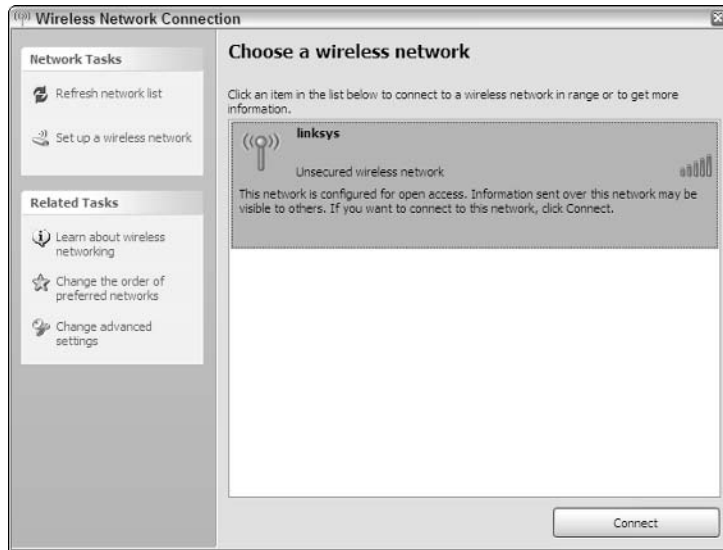 Wireless Network Connection
Network Tasks
Refresh network list
Set up a wireless network
Related Tasks
Learn about wireless
networking
Change the order of
preferred networks
Change advanced
settings
Choose a wireless network
Click an item in the list below to connect to a wireless network in range or to get more
information.
linksys
Unsecured wireless network
This network is configured for open access. Information sent over this network may be
visible to others. If you want to connect to this network, click Connect.
Connect